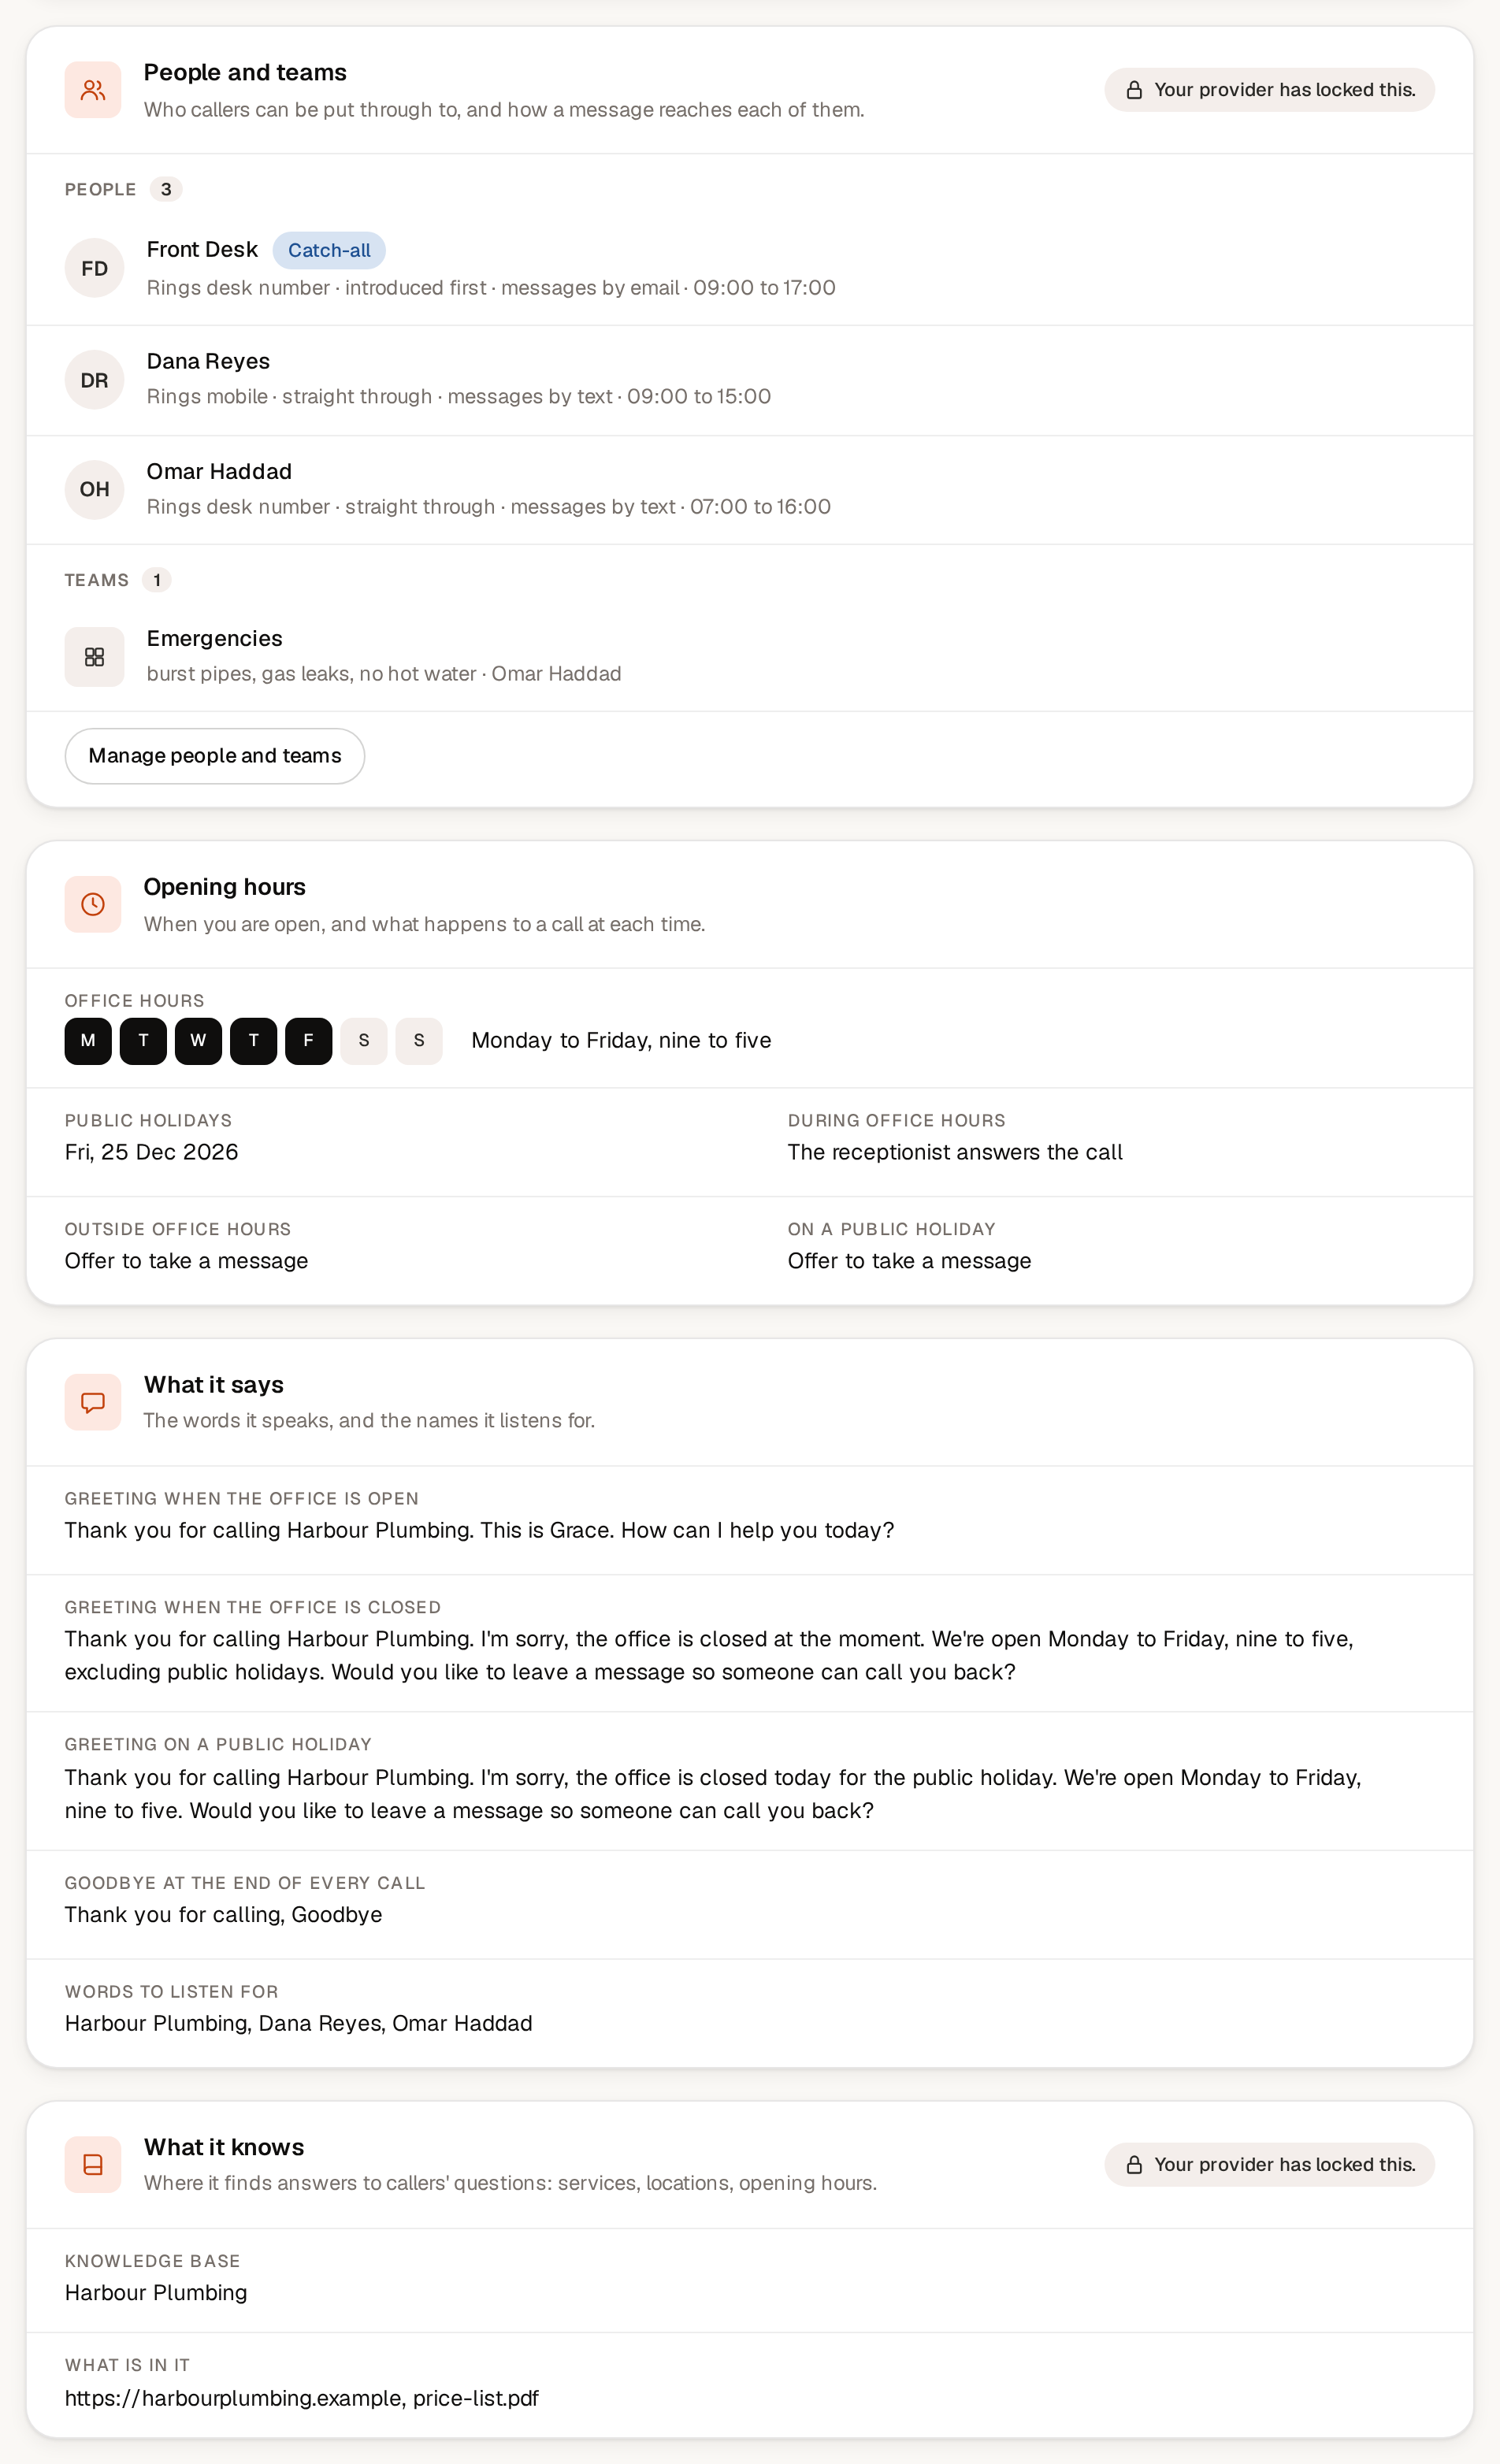 People and teams
Who callers can be put through to, and how a message reaches each of them.
Your provider has locked this.
PEOPLE 3
FD
Front Desk Catch-all
Rings desk number · introduced first · messages by email · 09:00 to 17:00
DR
Dana Reyes
Rings mobile · straight through · messages by text · 09:00 to 15:00
OH
Omar Haddad
Rings desk number · straight through · messages by text · 07:00 to 16:00
TEAMS 1
Emergencies
burst pipes, gas leaks, no hot water · Omar Haddad
Manage people and teams
Opening hours
When you are open, and what happens to a call at each time.
OFFICE HOURS
M T W T F S S Monday to Friday, nine to five
PUBLIC HOLIDAYS
Fri, 25 Dec 2026
DURING OFFICE HOURS
The receptionist answers the call
OUTSIDE OFFICE HOURS
Offer to take a message
ON A PUBLIC HOLIDAY
Offer to take a message
What it says
The words it speaks, and the names it listens for.
GREETING WHEN THE OFFICE IS OPEN
Thank you for calling Harbour Plumbing. This is Grace. How can I help you today?
GREETING WHEN THE OFFICE IS CLOSED
Thank you for calling Harbour Plumbing. I'm sorry, the office is closed at the moment. We're open Monday to Friday, nine to five,
excluding public holidays. Would you like to leave a message so someone can call you back?
GREETING ON A PUBLIC HOLIDAY
Thank you for calling Harbour Plumbing. I'm sorry, the office is closed today for the public holiday. We're open Monday to Friday,
nine to five. Would you like to leave a message so someone can call you back?
GOODBYE AT THE END OF EVERY CALL
Thank you for calling, Goodbye
WORDS TO LISTEN FOR
Harbour Plumbing, Dana Reyes, Omar Haddad
What it knows
Where it finds answers to callers' questions: services, locations, opening hours.
Your provider has locked this.
KNOWLEDGE BASE
Harbour Plumbing
WHAT IS IN IT
https://harbourplumbing.example, price-list.pdf